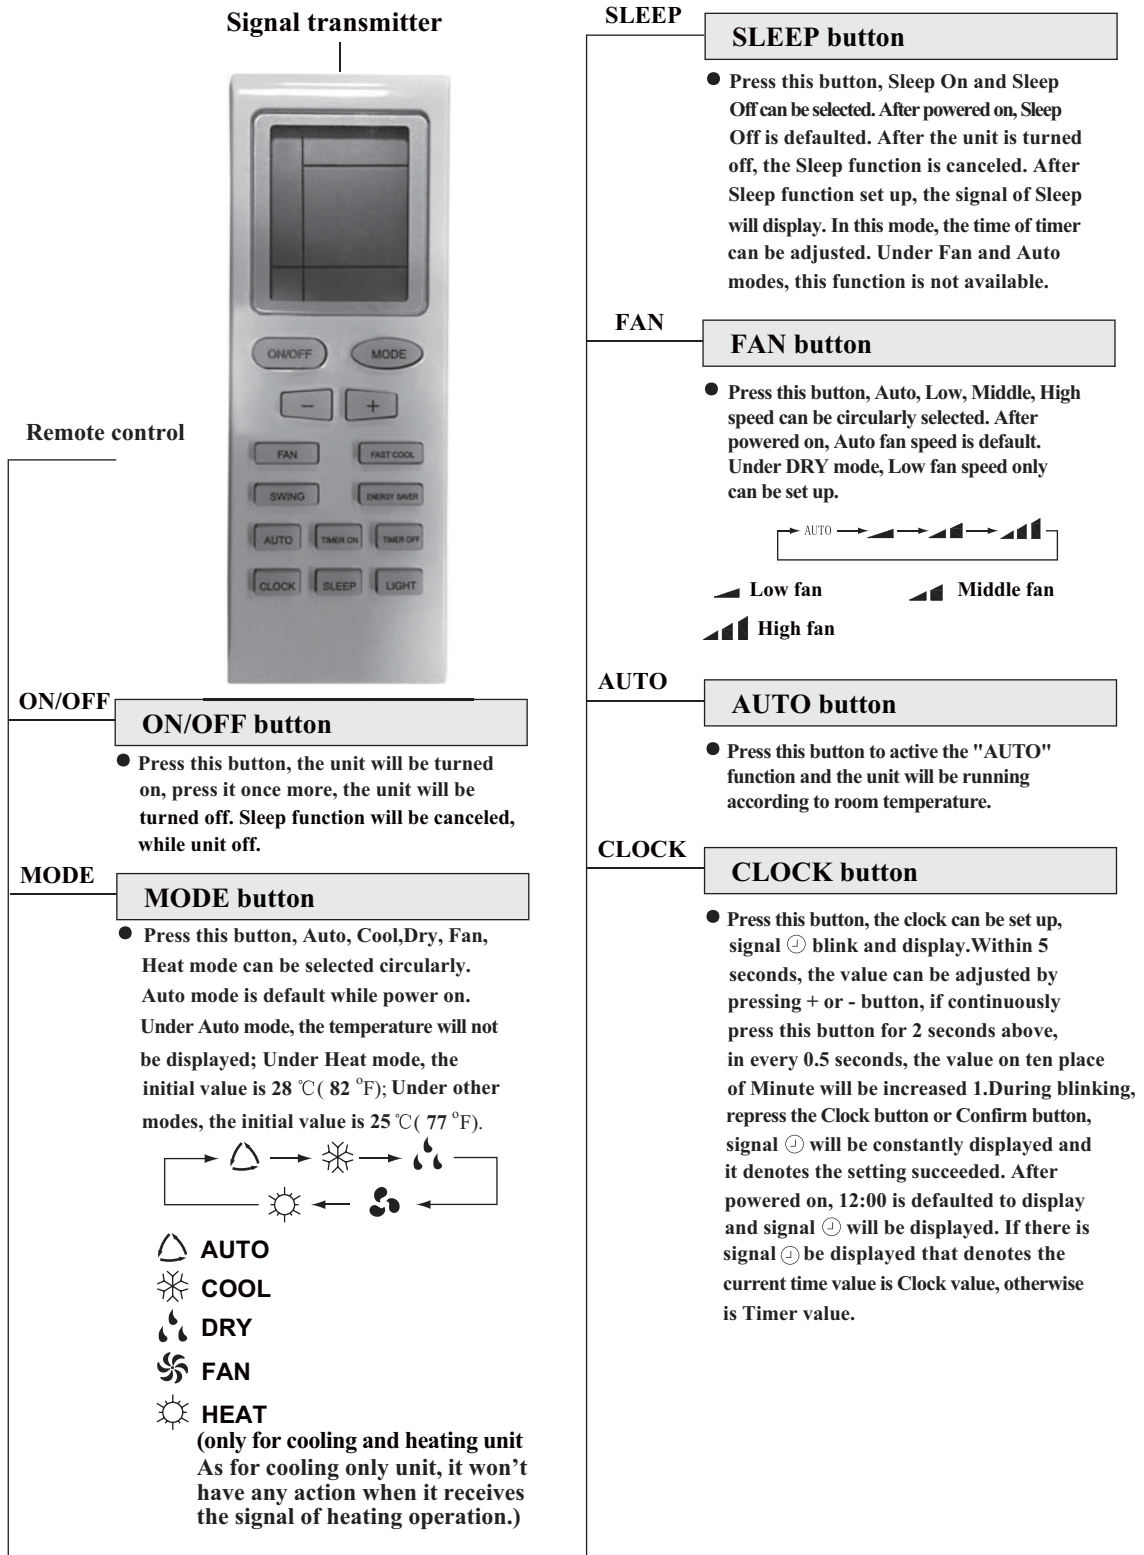 Signal transmitter
ON/OFF
MODE
-
+
FAN
FAST COOL
SWING
ENERGY SAVER
AUTO
TIMER ON
TIMER OFF
CLOCK
SLEEP
LIGHT
Remote control
ON/OFF
ON/OFF button
● Press this button, the unit will be turned
on, press it once more, the unit will be
turned off. Sleep function will be canceled,
while unit off.
MODE
MODE button
● Press this button, Auto, Cool,Dry, Fan,
Heat mode can be selected circularly.
Auto mode is default while power on.
Under Auto mode, the temperature will not
be displayed; Under Heat mode, the
initial value is 28 ℃( 82 °F); Under other
modes, the initial value is 25 ℃( 77 °F).
AUTO
COOL
DRY
FAN
HEAT
(only for cooling and heating unit
As for cooling only unit, it won't
have any action when it receives
the signal of heating operation.)
SLEEP
SLEEP button
● Press this button, Sleep On and Sleep
Off can be selected. After powered on, Sleep
Off is defaulted. After the unit is turned
off, the Sleep function is canceled. After
Sleep function set up, the signal of Sleep
will display. In this mode, the time of timer
can be adjusted. Under Fan and Auto
modes, this function is not available.
FAN
FAN button
● Press this button, Auto, Low, Middle, High
speed can be circularly selected. After
powered on, Auto fan speed is default.
Under DRY mode, Low fan speed only
can be set up.
AUTO
Low fan
Middle fan
High fan
AUTO
AUTO button
● Press this button to active the "AUTO"
function and the unit will be running
according to room temperature.
CLOCK
CLOCK button
● Press this button, the clock can be set up,
signal blink and display.Within 5
seconds, the value can be adjusted by
pressing + or - button, if continuously
press this button for 2 seconds above,
in every 0.5 seconds, the value on ten place
of Minute will be increased 1.During blinking,
repress the Clock button or Confirm button,
signal will be constantly displayed and
it denotes the setting succeeded. After
powered on, 12:00 is defaulted to display
and signal will be displayed. If there is
signal be displayed that denotes the
current time value is Clock value, otherwise
is Timer value.